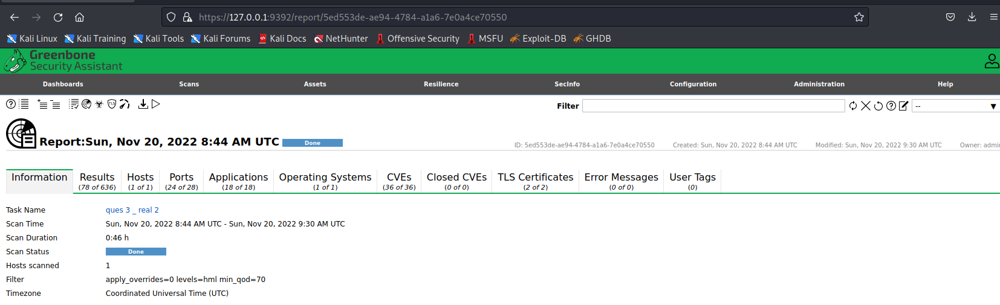 https://127.0.0.1:9392/report/5ed553de-ae94-4784-a1a6-7e0a4ce70550
Kali Linux Kali Training Kali Tools Kali Forums Kali Docs NetHunter Offensive Security MSFU Exploit-DB GHDB
Greenbone
Security Assistant
Dashboards Scans Assets Resilience SecInfo Configuration Administration Help
TLS Filter --
Report:Sun, Nov 20, 2022 8:44 AM UTC Done ID: 5ed553de-ae94-4784-a1a6-7e0a4ce70550 Created: Sun, Nov 20, 2022 8:44 AM UTC Modified: Sun, Nov 20, 2022 9:30 AM UTC Owner: admin
Information Results Hosts Ports Applications Operating Systems CVEs Closed CVEs TLS Certificates Error Messages User Tags
(78 of 636) (1 of 1) (24 of 28) (18 of 18) (1 of 1) (36 of 36) (0 of 0) (2 of 2) (0 of 0) (0)
Task Name ques 3 _ real 2
Scan Time Sun, Nov 20, 2022 8:44 AM UTC - Sun, Nov 20, 2022 9:30 AM UTC
Scan Duration 0:46 h
Scan Status Done
Hosts scanned 1
Filter apply_overrides=0 levels=hml min_qod=70
Timezone Coordinated Universal Time (UTC)